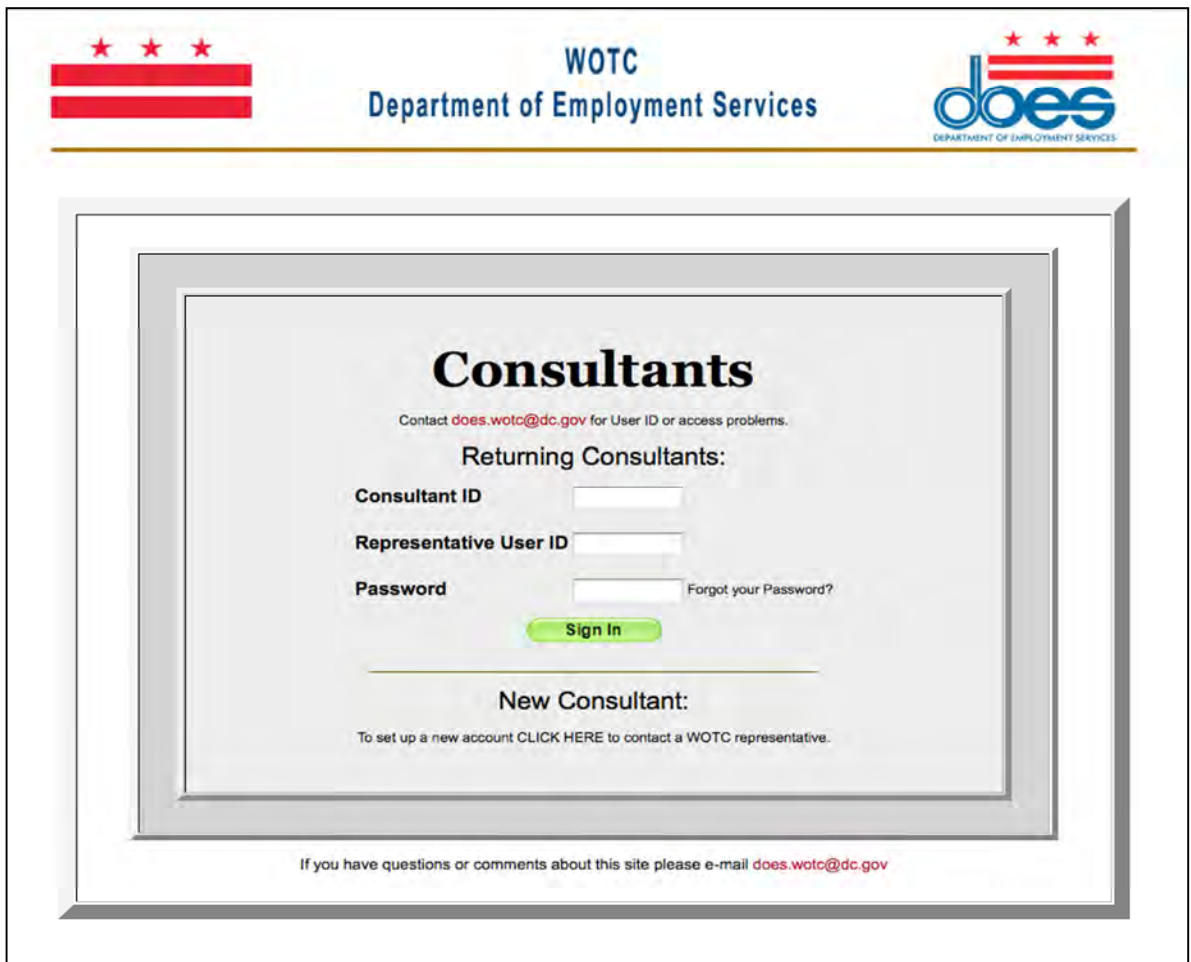 WOTC
Department of Employment Services
does
DEPARTMENT OF EMPLOYMENT SERVICES
Consultants
Contact does.wotc@dc.gov for User ID or access problems.
Returning Consultants:
Consultant ID
Representative User ID
Password Forgot your Password?
Sign In
New Consultant:
To set up a new account CLICK HERE to contact a WOTC representative.
If you have questions or comments about this site please e-mail does.wotc@dc.gov